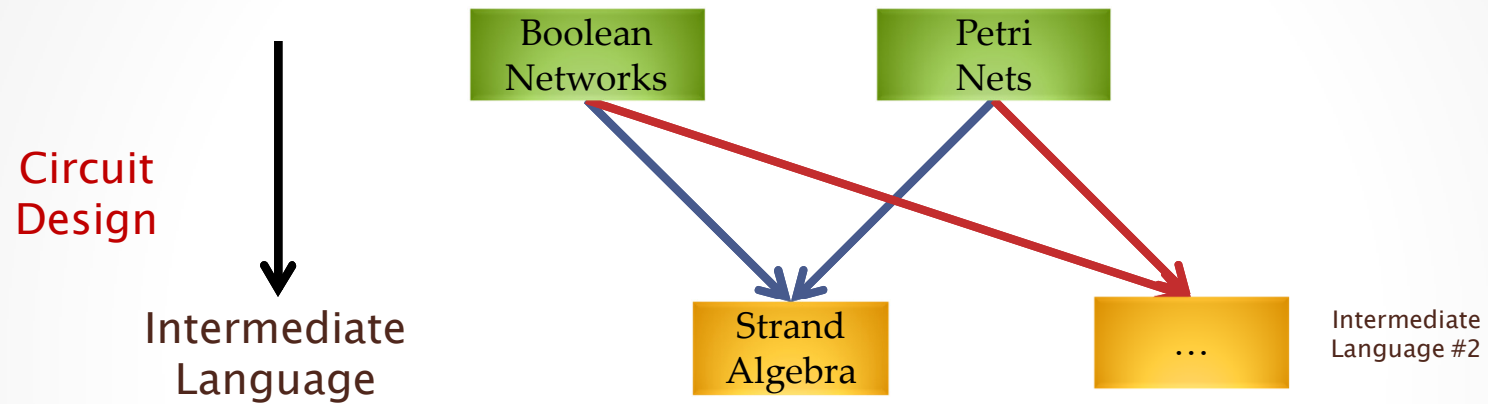 Boolean
Networks
Petri
Nets
Circuit
Design
Intermediate
Language
Strand
Algebra
...
Intermediate
Language #2